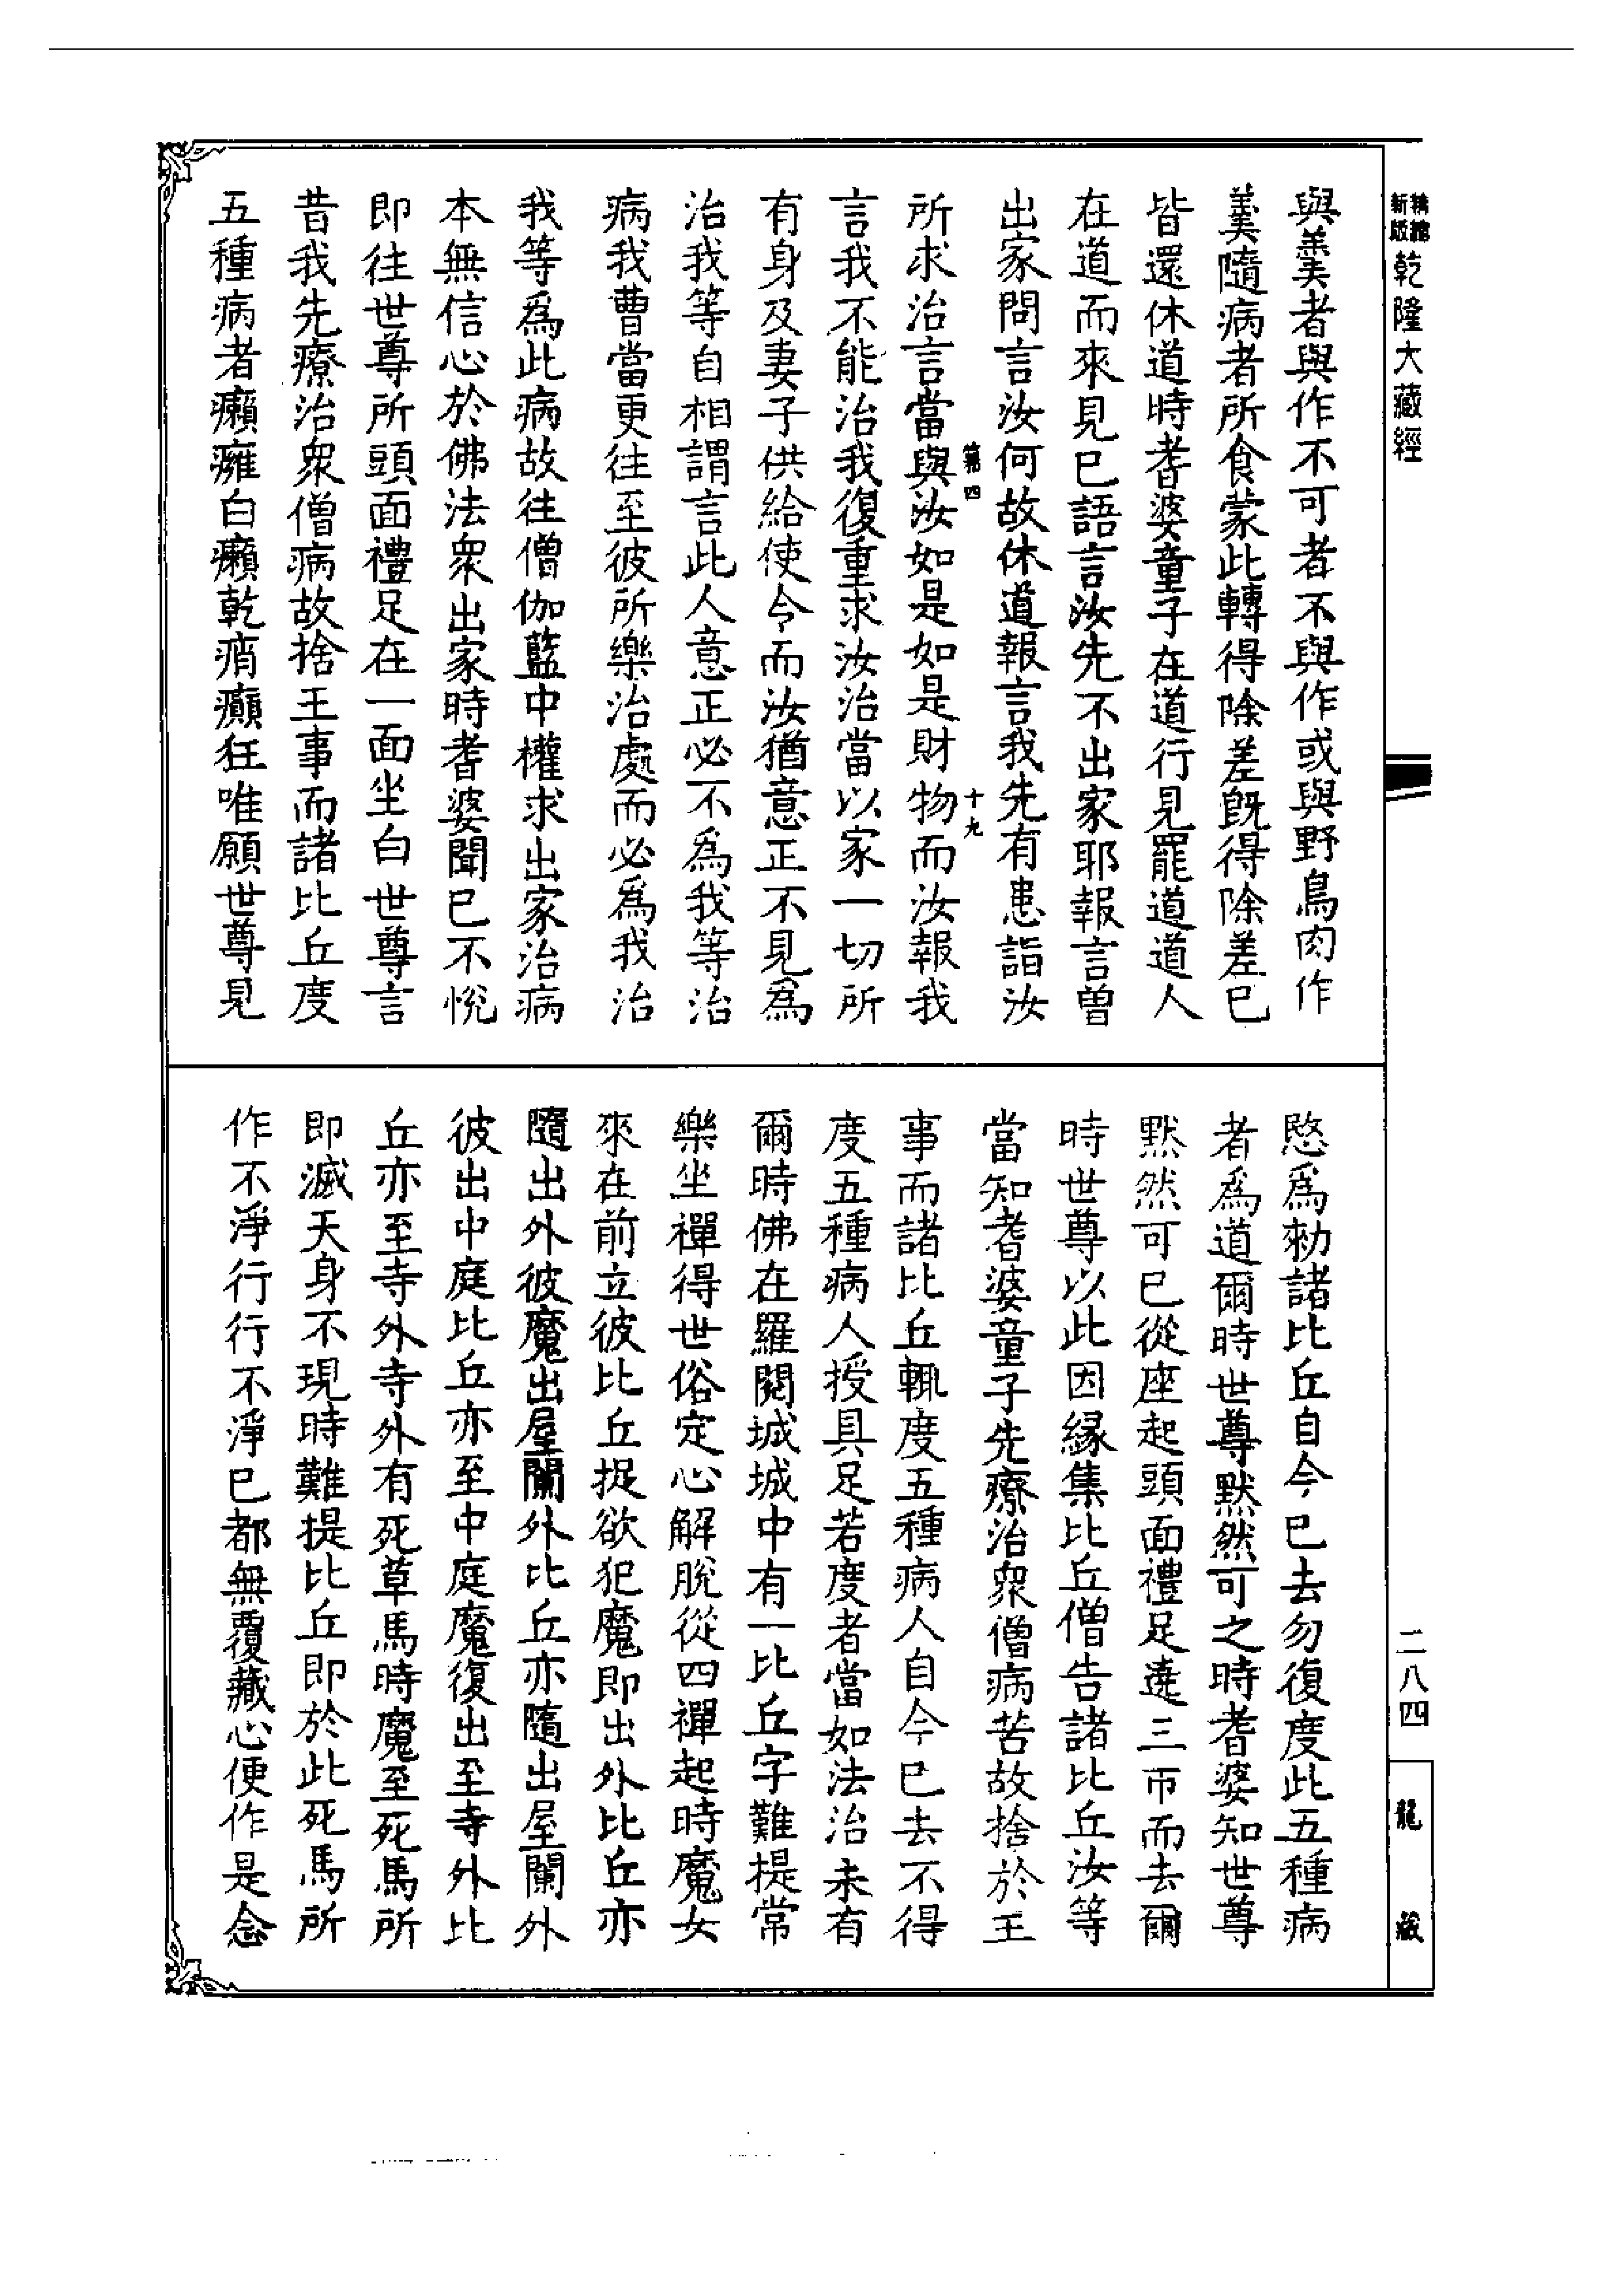 新版精縮乾隆大藏經
與羹者與作不可者不與作或與野鳥肉作
羹隨病者所食蒙此轉得除差既得除差已
皆還休道時耆婆童子在道行見罷道道人
在道而來見已語言汝先不出家耶報言曾
出家問言汝何故休道報言我先有患詣汝
第四 十九
所求治言當與汝如是如是財物而汝報我
言我不能治我復重求汝治當以家一切所
有身及妻子供給使令而汝猶意正不見爲
治我等自相謂言此人意正必不爲我等治
病我曹當更往至彼所樂治處而必爲我治
我等爲此病故往僧伽藍中權求出家治病
本無信心於佛法衆出家時耆婆聞已不悅
即往世尊所頭面禮足在一面坐白世尊言
昔我先療治衆僧病故捨王事而諸比丘度
五種病者癩癰白癩乾痟癲狂唯願世尊見
愍爲勑諸比丘自今已去勿復度此五種病
者爲道爾時世尊默然可之時耆婆知世尊
默然可已從座起頭面禮足遶三帀而去爾
時世尊以此因緣集比丘僧告諸比丘汝等
當知耆婆童子先療治衆僧病苦故捨於王
事而諸比丘輒度五種病人自今已去不得
度五種病人授具足若度者當如法治未有
爾時佛在羅閱城城中有一比丘字難提常
樂坐禪得世俗定心解脫從四禪起時魔女
來在前立彼比丘捉欲犯魔即出外比丘亦
隨出外彼魔出屋闌外比丘亦隨出屋闌外
彼出中庭比丘亦至中庭魔復出至寺外比
丘亦至寺外寺外有死草馬時魔至死馬所
即滅天身不現時難提比丘即於此死馬所
作不淨行行不淨已都無覆藏心便作是念
二八四
龍藏